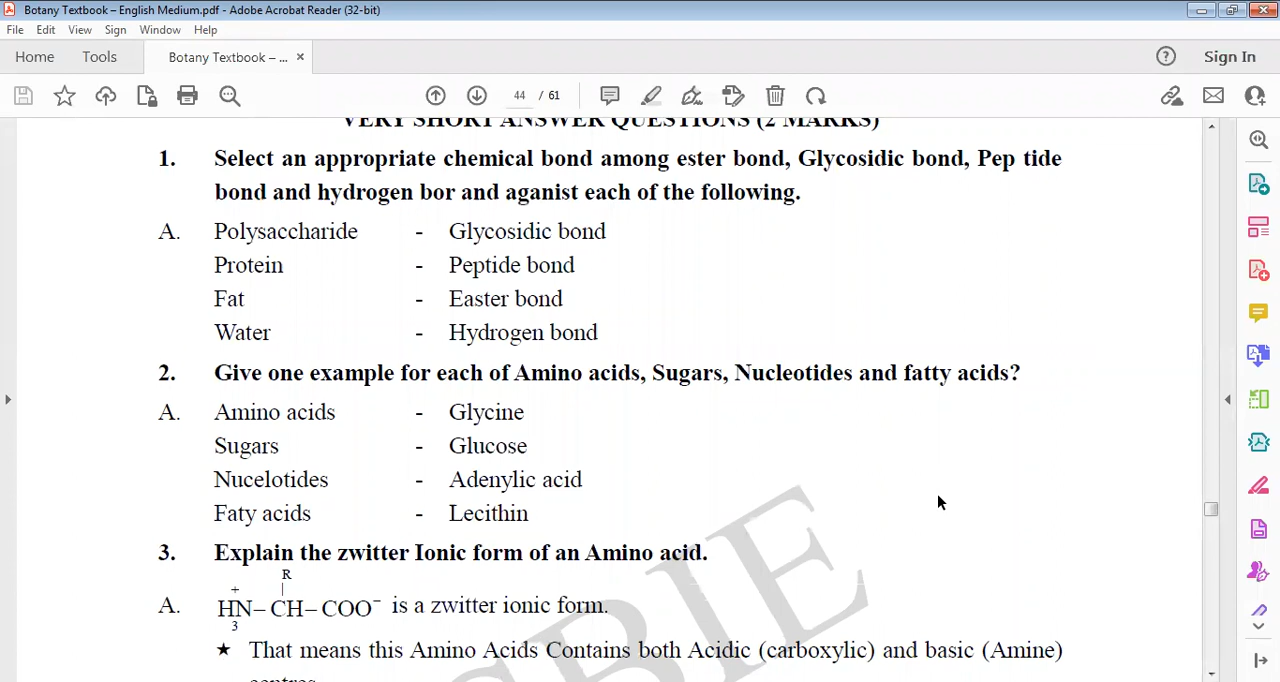 Botany Textbook – English Medium.pdf - Adobe Acrobat Reader (32-bit)
File Edit View Sign Window Help
Home Tools Botany Textbook – ... × Sign In
44 / 61
VERY SHORT ANSWER QUESTIONS (2 MARKS)
1. Select an appropriate chemical bond among ester bond, Glycosidic bond, Pep tide
bond and hydrogen bor and aganist each of the following.
A. Polysaccharide - Glycosidic bond
Protein - Peptide bond
Fat - Easter bond
Water - Hydrogen bond
2. Give one example for each of Amino acids, Sugars, Nucleotides and fatty acids?
A. Amino acids - Glycine
Sugars - Glucose
Nucelotides - Adenylic acid
Faty acids - Lecithin
3. Explain the zwitter Ionic form of an Amino acid.
R
+
A. HN– CH– COO⁻ is a zwitter ionic form.
3
★ That means this Amino Acids Contains both Acidic (carboxylic) and basic (Amine)
centres
SBIE